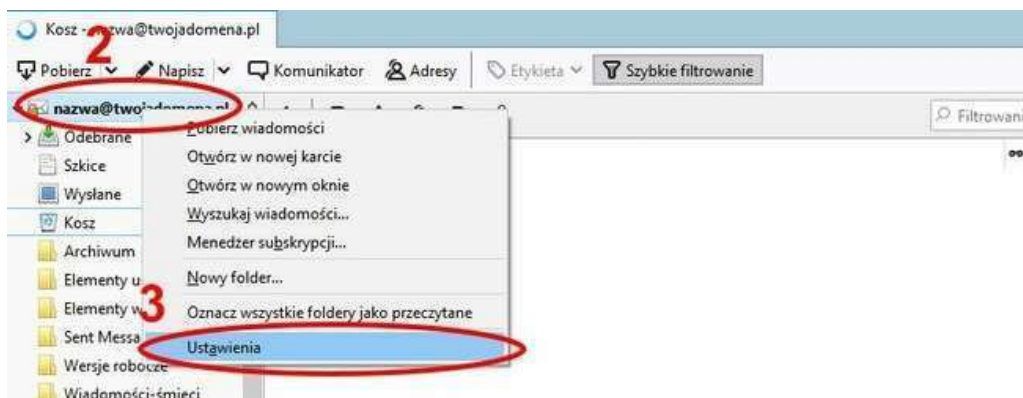 Kosz - nazwa@twojadomena.pl
2
Pobierz Napisz Komunikator Adresy Etykieta Szybkie filtrowanie
nazwa@twojadomena.pl
Filtrowani
Odebrane
Szkice
Wysłane
Kosz
Archiwum
Elementy u
Elementy w
Sent Messa
Wersje robocze
Wiadomości-śmieci
Pobierz wiadomości
Otwórz w nowej karcie
Otwórz w nowym oknie
Wyszukaj wiadomości...
Menedżer subskrypcji...
Nowy folder...
3
Oznacz wszystkie foldery jako przeczytane
Ustawienia